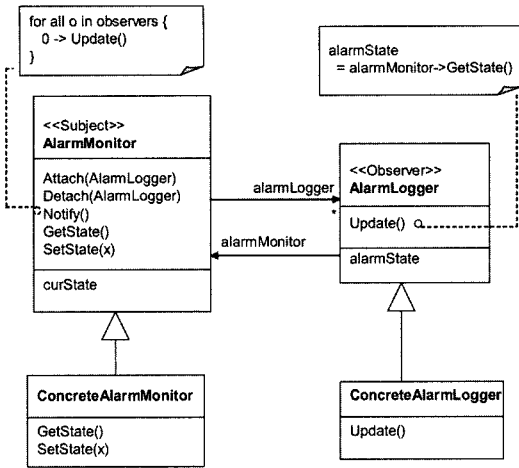 for all o in observers {
0 -> Update()
}
alarmState
= alarmMonitor->GetState()
<<Subject>>
AlarmMonitor
Attach(AlarmLogger)
Detach(AlarmLogger)
Notify()
GetState()
SetState(x)
curState
alarmLogger
*
alarmMonitor
<<Observer>>
AlarmLogger
Update()
alarmState
ConcreteAlarmMonitor
GetState()
SetState(x)
ConcreteAlarmLogger
Update()